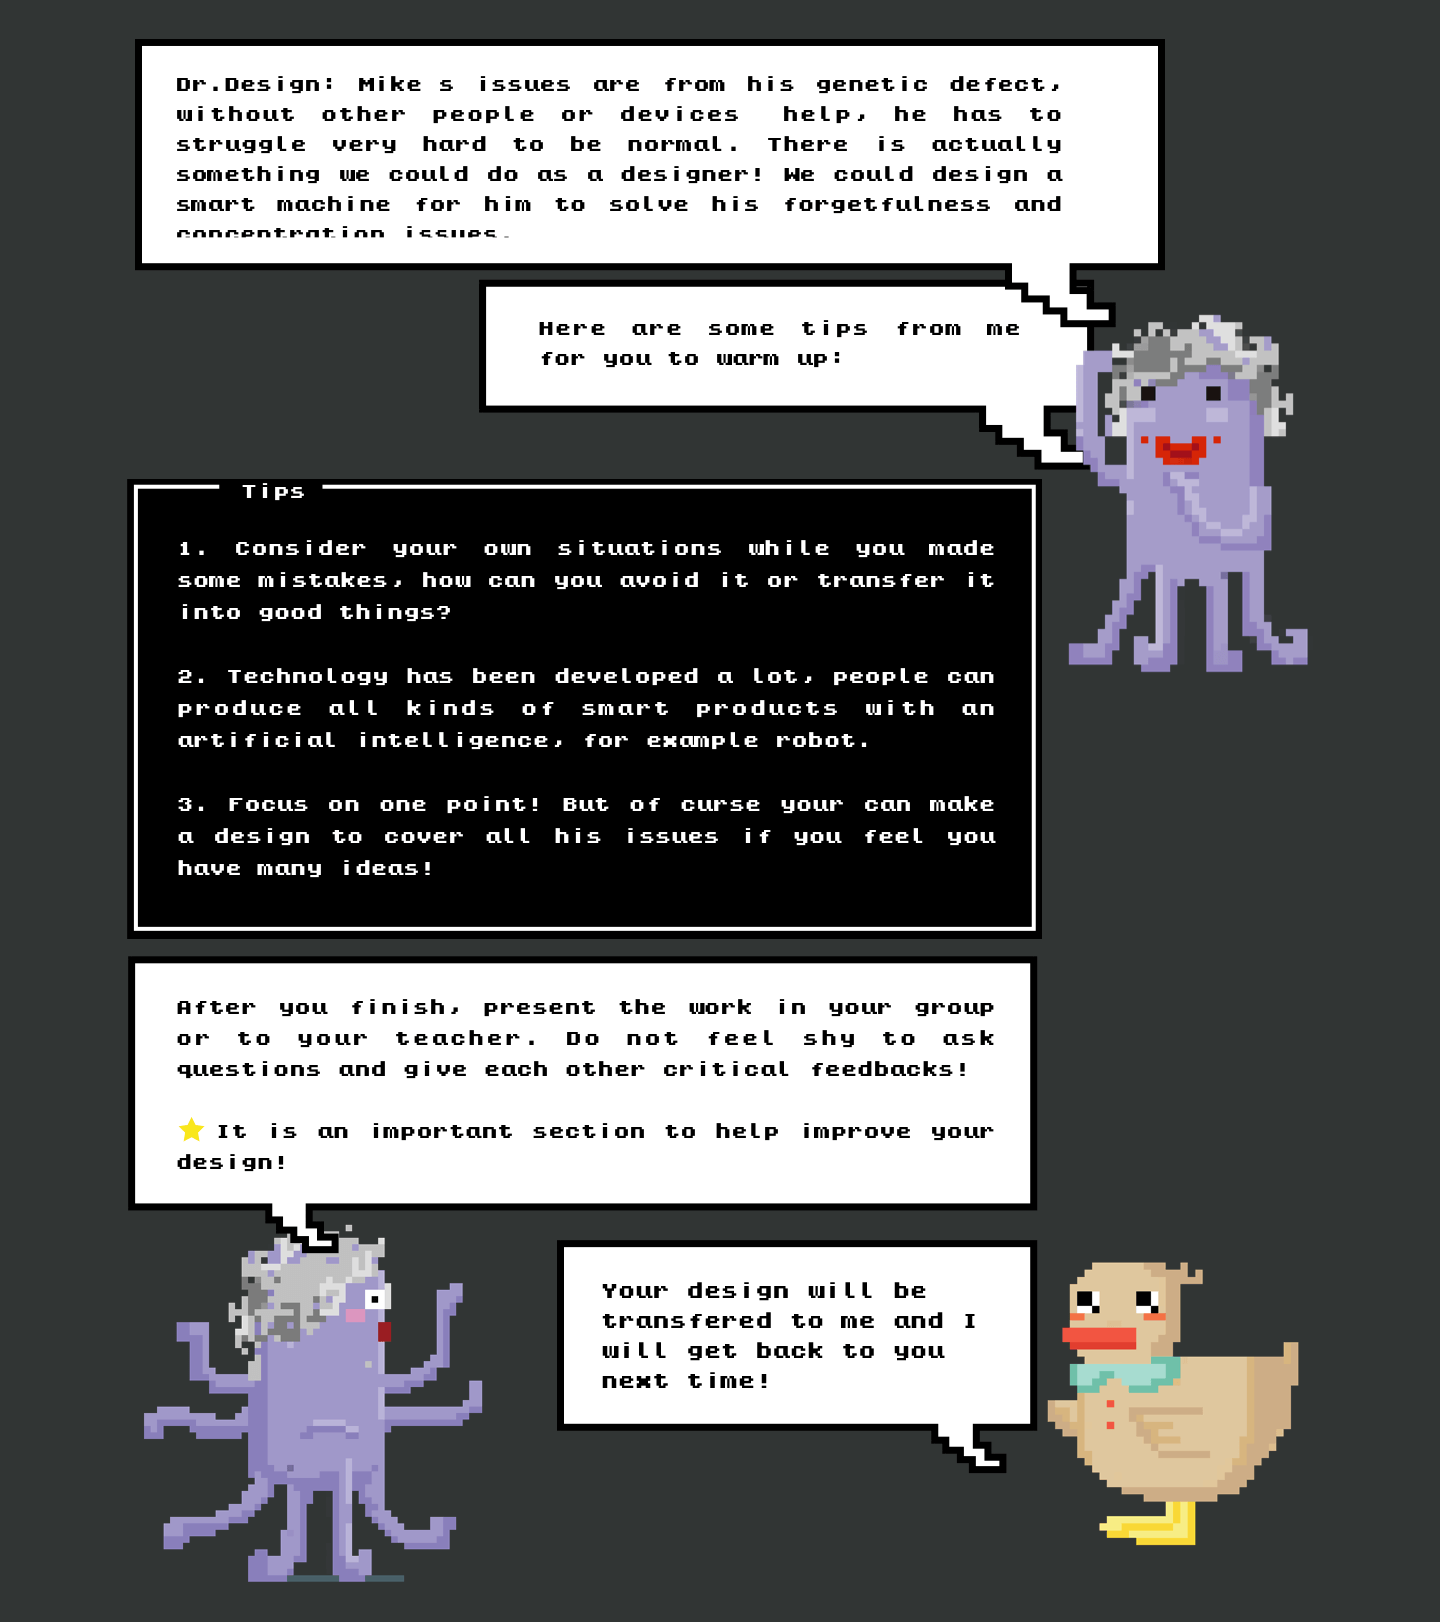 Dr.Design: Mike s issues are from his genetic defect,
without other people or devices help, he has to
struggle very hard to be normal. There is actually
something we could do as a designer! We could design a
smart machine for him to solve his forgetfulness and
concentration issues.
Here are some tips from me
for you to warm up:
Tips
1. Consider your own situations while you made
some mistakes, how can you avoid it or transfer it
into good things?
2. Technology has been developed a lot, people can
produce all kinds of smart products with an
artificial intelligence, for example robot.
3. Focus on one point! But of curse your can make
a design to cover all his issues if you feel you
have many ideas!
After you finish, present the work in your group
or to your teacher. Do not feel shy to ask
questions and give each other critical feedbacks!
It is an important section to help improve your
design!
Your design will be
transfered to me and I
will get back to you
next time!